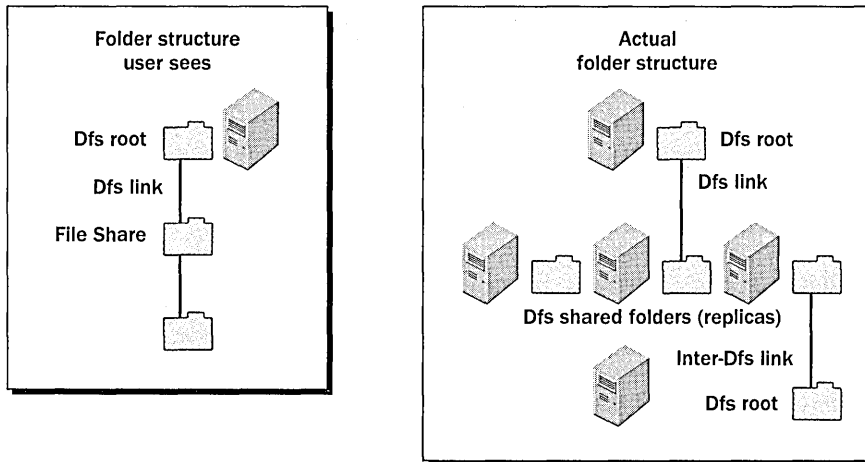 Folder structure
user sees
Dfs root
Dfs link
File Share
Actual
folder structure
Dfs root
Dfs link
Dfs shared folders (replicas)
Inter-Dfs link
Dfs root